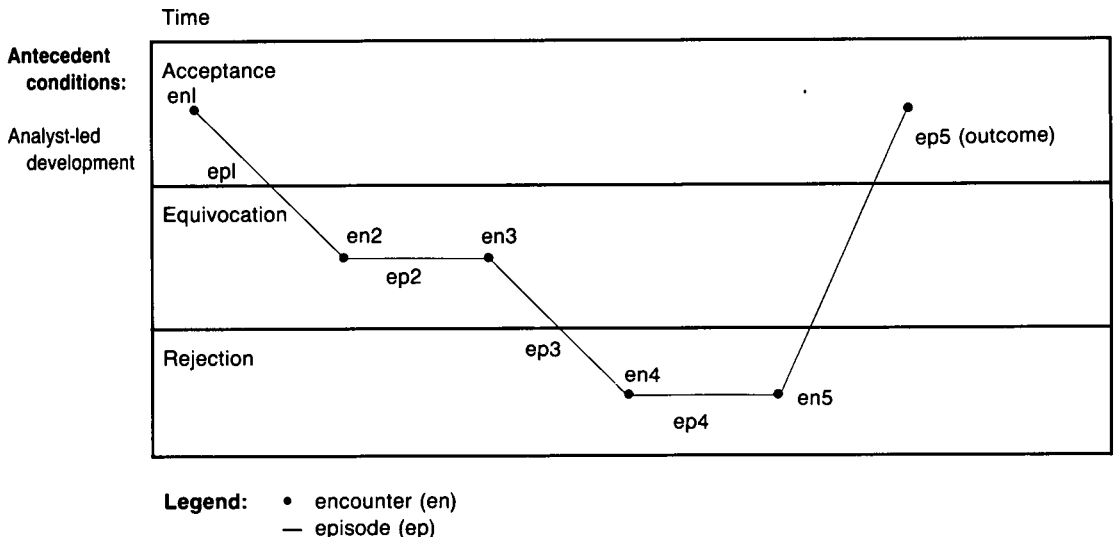 Time
Antecedent
conditions:
Analyst-led
development
Acceptance
enl
epl
ep5 (outcome)
Equivocation
en2
en3
ep2
Rejection
ep3
en4
en5
ep4
Legend: • encounter (en)
— episode (ep)